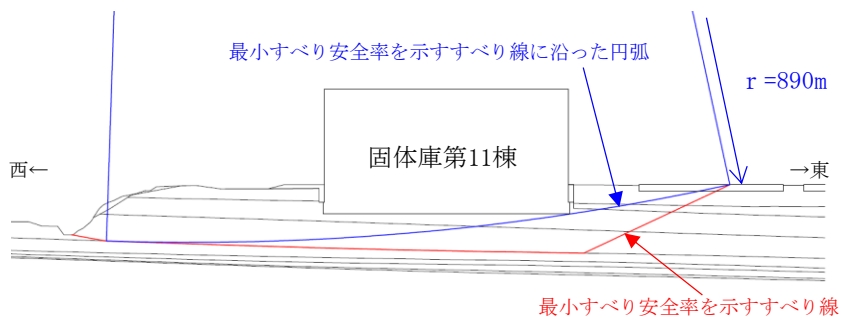 最小すべり安全率を示すすべり線に沿った円弧
r =890m
固体庫第11棟
西←
→東
最小すべり安全率を示すすべり線